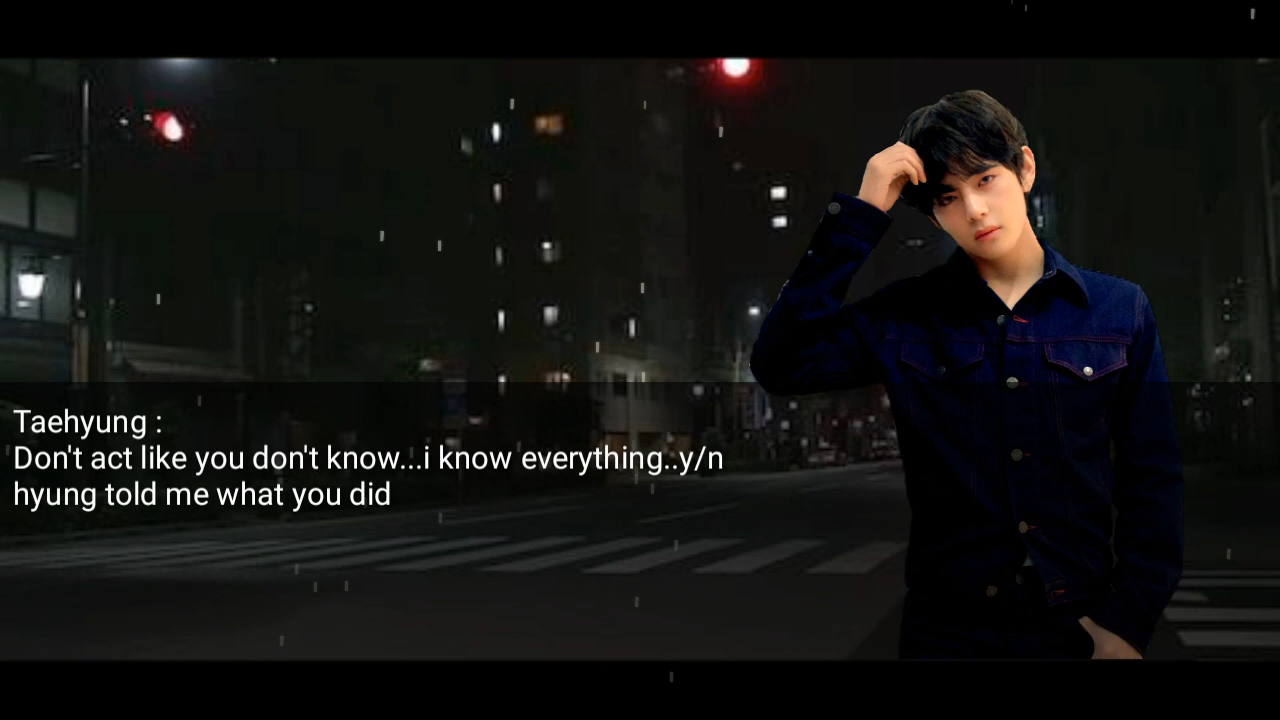 Taehyung :
Don't act like you don't know...i know everything..y/n
hyung told me what you did